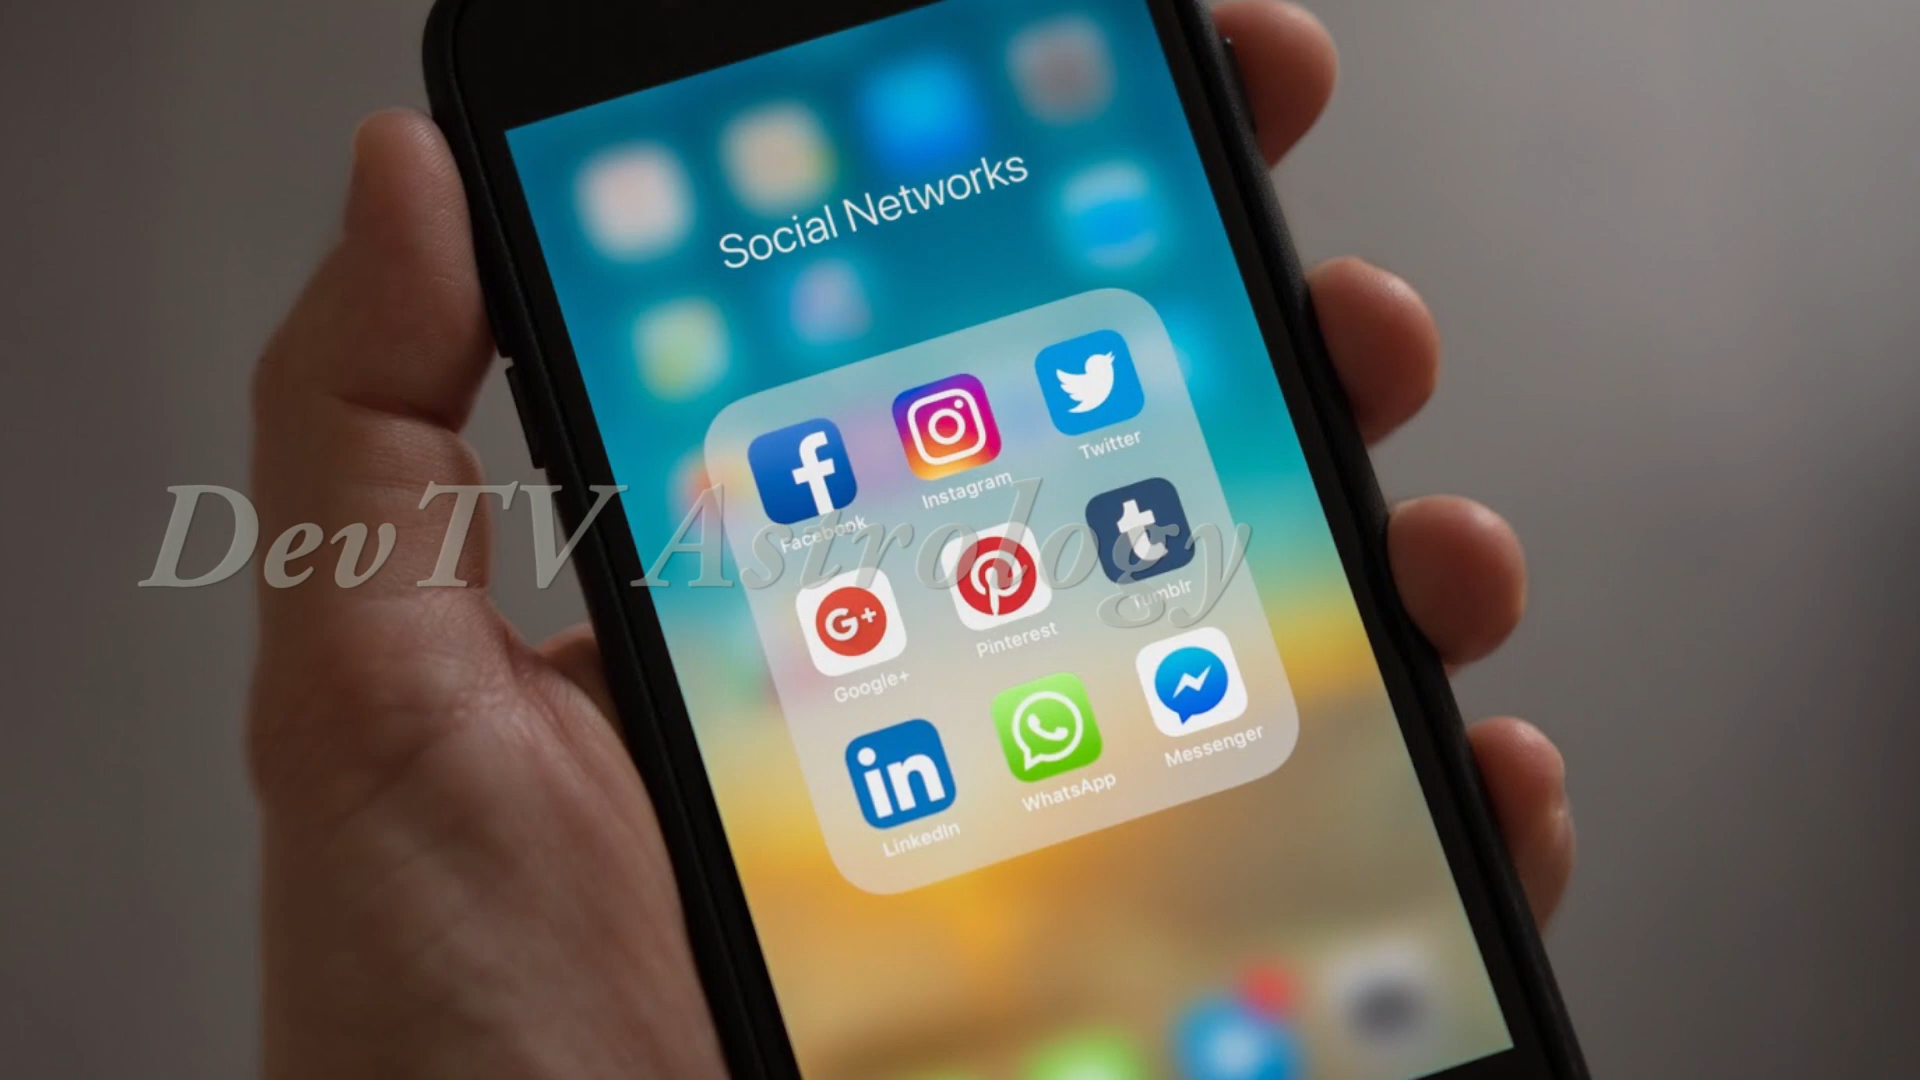 Social Networks
Facebook
Instagram
Twitter
Google+
Pinterest
Tumblr
LinkedIn
WhatsApp
Messenger
DevTV Astrology